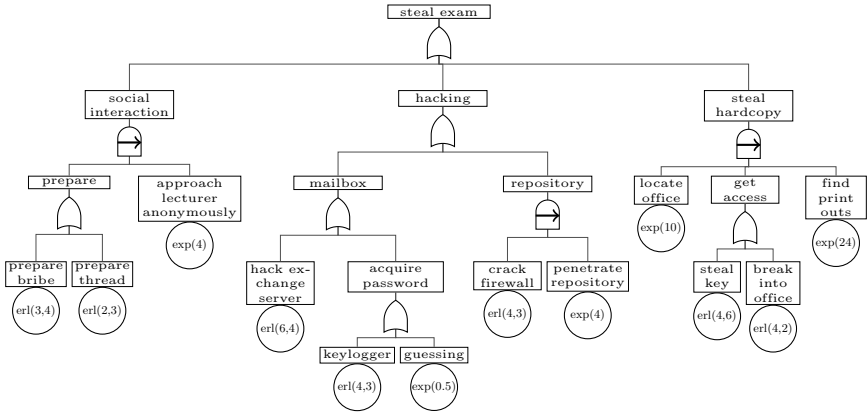 steal exam
social
interaction
hacking
steal
hardcopy
prepare
approach
lecturer
anonymously
mailbox
repository
locate
office
get
access
find
print
outs
exp(4)
exp(10)
exp(24)
prepare
bribe
prepare
thread
hack ex-
change
server
acquire
password
crack
firewall
penetrate
repository
steal
key
break
into
office
erl(3,4)
erl(2,3)
erl(6,4)
erl(4,3)
exp(4)
erl(4,6)
erl(4,2)
keylogger
guessing
erl(4,3)
exp(0.5)